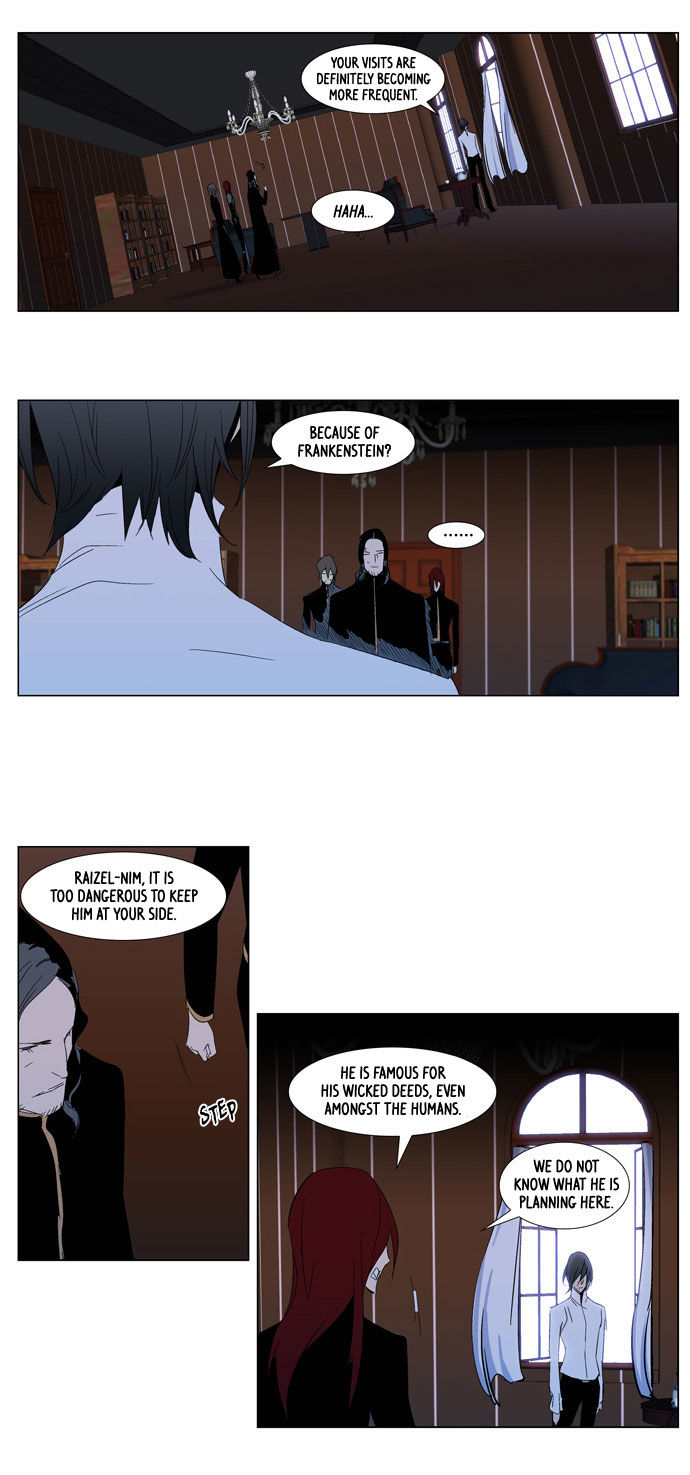 YOUR VISITS ARE
DEFINITELY BECOMING
MORE FREQUENT.
HAHA...
BECAUSE OF
FRANKENSTEIN?
......
RAIZEL-NIM, IT IS
TOO DANGEROUS TO KEEP
HIM AT YOUR SIDE.
STEP
HE IS FAMOUS FOR
HIS WICKED DEEDS, EVEN
AMONGST THE HUMANS.
WE DO NOT
KNOW WHAT HE IS
PLANNING HERE.